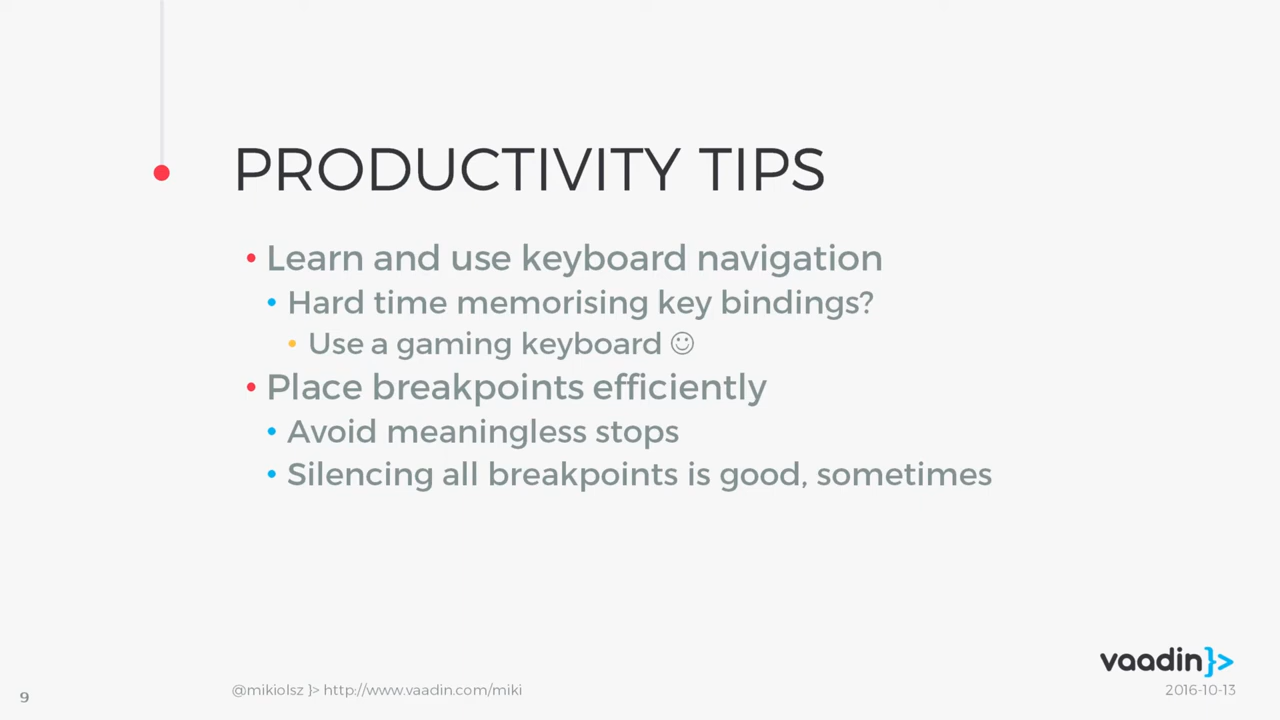 PRODUCTIVITY TIPS
• Learn and use keyboard navigation
• Hard time memorising key bindings?
• Use a gaming keyboard ☺
• Place breakpoints efficiently
• Avoid meaningless stops
• Silencing all breakpoints is good, sometimes
vaadin}>
9
@mikiolsz }> http://www.vaadin.com/miki
2016-10-13